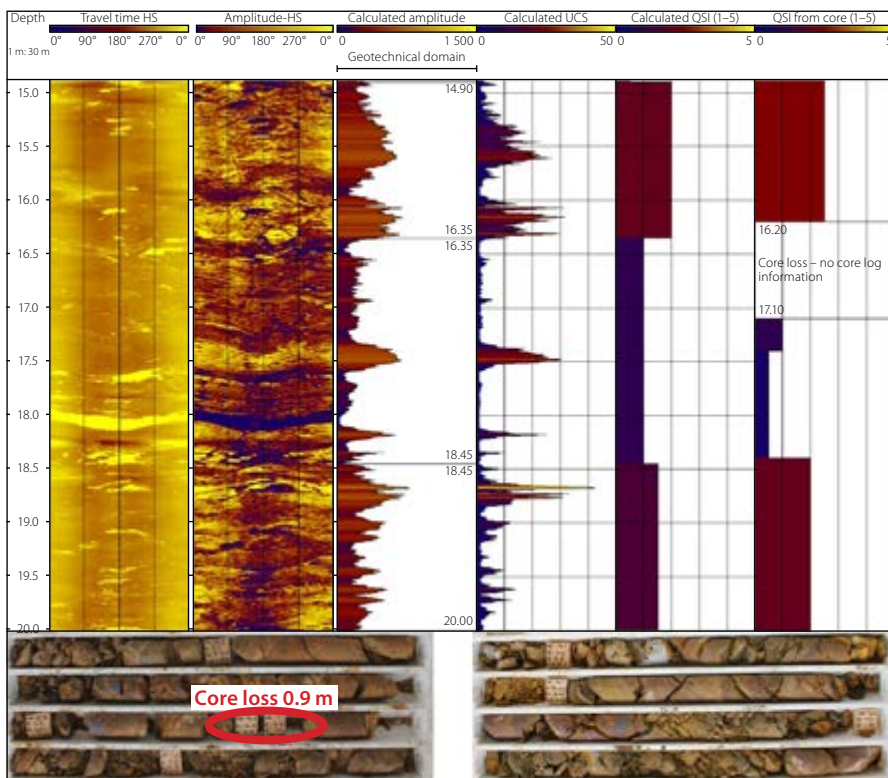 Depth
Travel time HS
Amplitude-HS
Calculated amplitude
Calculated UCS
Calculated QSI (1–5)
QSI from core (1–5)
1 m: 30 m
0° 90° 180° 270° 0°
0° 90° 180° 270° 0°
0 1 500
0 50
0 5
0 5
Geotechnical domain
15.0
15.5
16.0
16.5
17.0
17.5
18.0
18.5
19.0
19.5
20.0
14.90
16.35
16.35
18.45
18.45
20.00
16.20
Core loss – no core log
information
17.10
Core loss 0.9 m